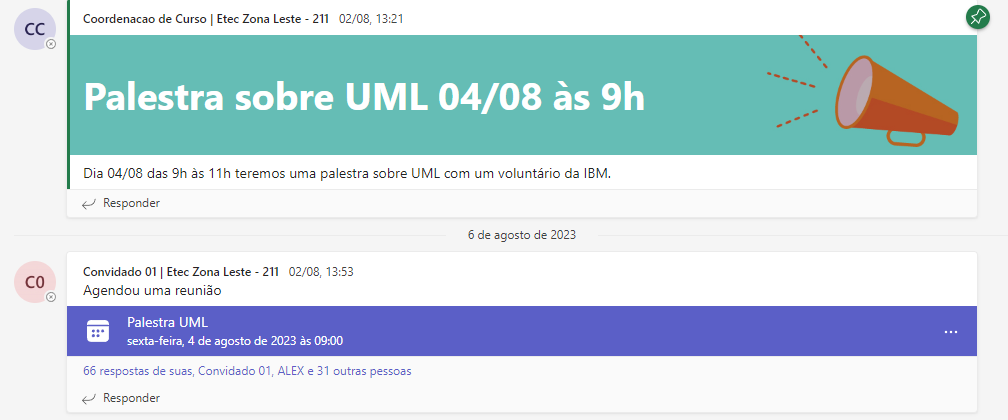 CC
Coordenacao de Curso | Etec Zona Leste - 211 02/08, 13:21
Palestra sobre UML 04/08 às 9h
Dia 04/08 das 9h às 11h teremos uma palestra sobre UML com um voluntário da IBM.
Responder
6 de agosto de 2023
C0
Convidado 01 | Etec Zona Leste - 211 02/08, 13:53
Agendou uma reunião
Palestra UML
sexta-feira, 4 de agosto de 2023 às 09:00
...
66 respostas de suas, Convidado 01, ALEX e 31 outras pessoas
Responder